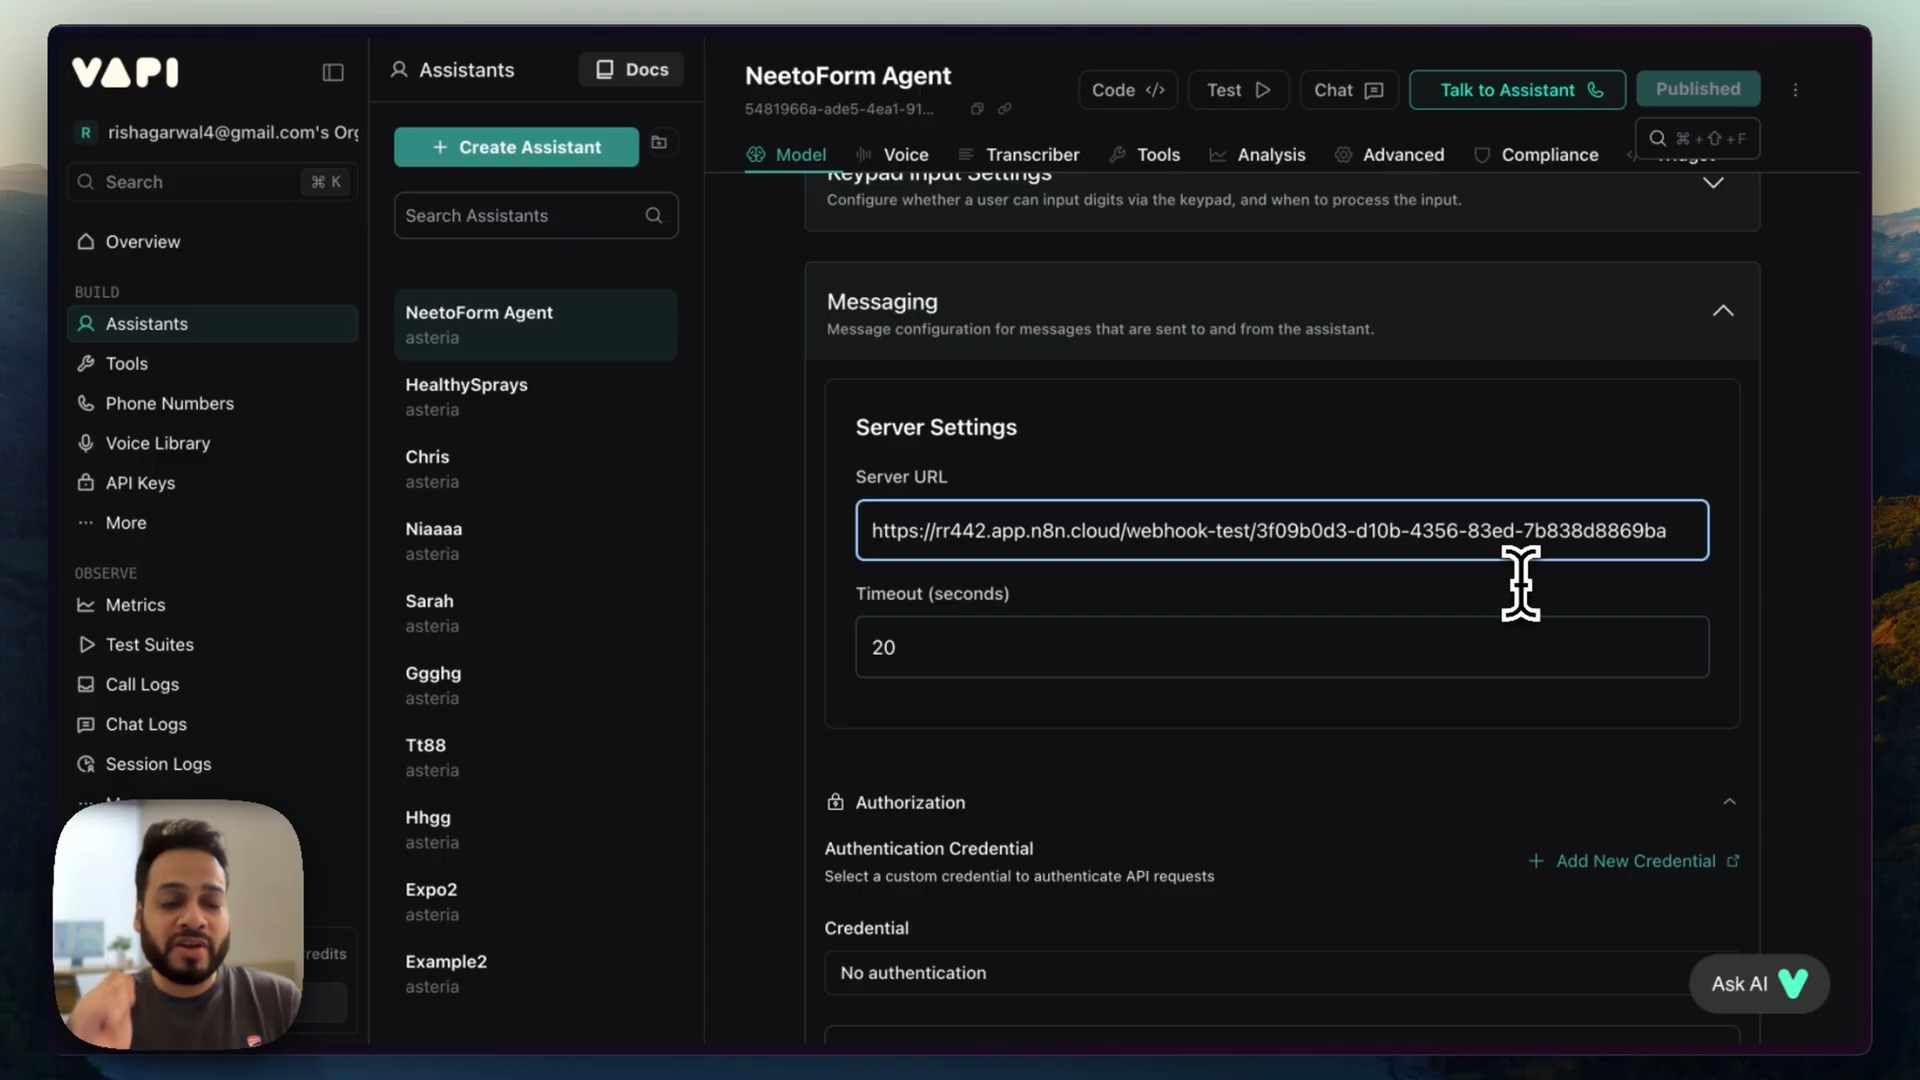 VAPI
R rishagarwal4@gmail.com's Org
Search ⌘ K
Overview
BUILD
Assistants
Tools
Phone Numbers
Voice Library
API Keys
More
OBSERVE
Metrics
Test Suites
Call Logs
Chat Logs
Session Logs
redits
Assistants
Docs
+ Create Assistant
Search Assistants
NeetoForm Agent
asteria
HealthySprays
asteria
Chris
asteria
Niaaaa
asteria
Sarah
asteria
Ggghg
asteria
Tt88
asteria
Hhgg
asteria
Expo2
asteria
Example2
asteria
NeetoForm Agent
5481966a-ade5-4ea1-91...
Code </>
Test
Chat
Talk to Assistant
Published
⌘+⇧+F
Model
Voice
Transcriber
Tools
Analysis
Advanced
Compliance
Widget
Keypad Input Settings
Configure whether a user can input digits via the keypad, and when to process the input.
Messaging
Message configuration for messages that are sent to and from the assistant.
Server Settings
Server URL
https://rr442.app.n8n.cloud/webhook-test/3f09b0d3-d10b-4356-83ed-7b838d8869ba
Timeout (seconds)
20
Authorization
Authentication Credential
Select a custom credential to authenticate API requests
+ Add New Credential
Credential
No authentication
Ask AI